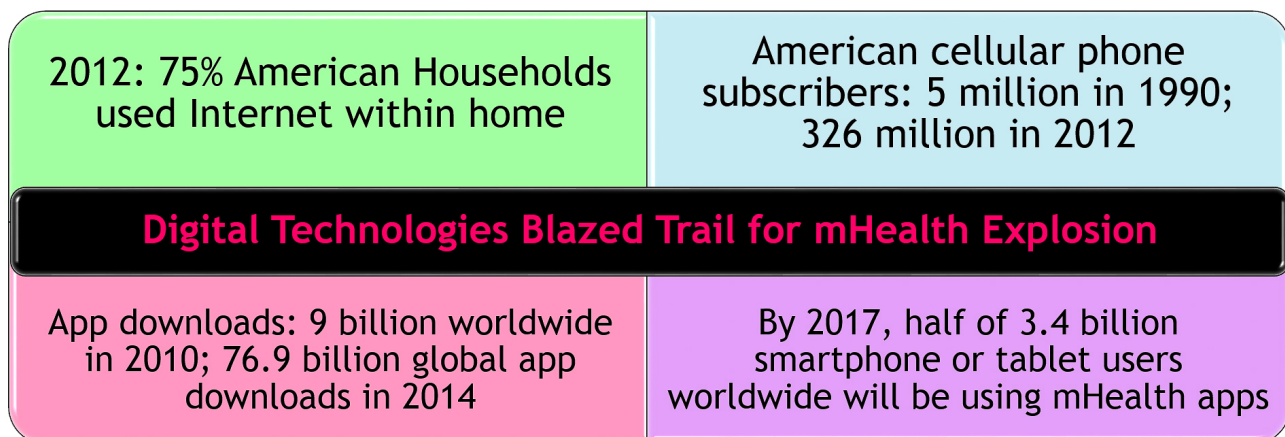 2012: 75% American Households
used Internet within home
American cellular phone
subscribers: 5 million in 1990;
326 million in 2012
Digital Technologies Blazed Trail for mHealth Explosion
App downloads: 9 billion worldwide
in 2010; 76.9 billion global app
downloads in 2014
By 2017, half of 3.4 billion
smartphone or tablet users
worldwide will be using mHealth apps